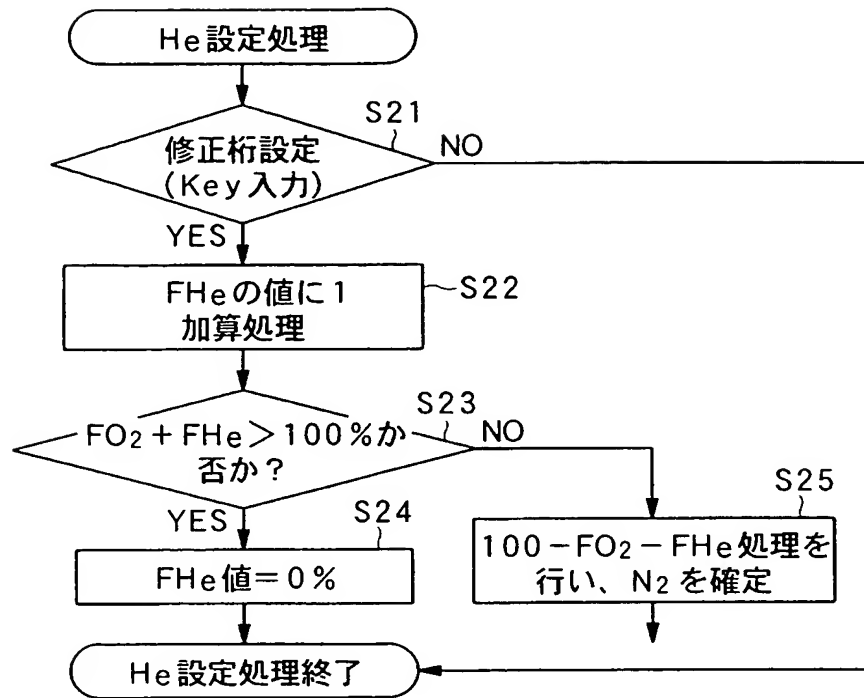 He設定処理
S21
修正桁設定
(Key入力)
NO
YES
FHeの値に1
加算処理
S22
S23
FO₂+FHe>100%か
否か?
NO
YES
S24
FHe値=0%
S25
100-FO₂-FHe処理を
行い、N₂を確定
He設定処理終了